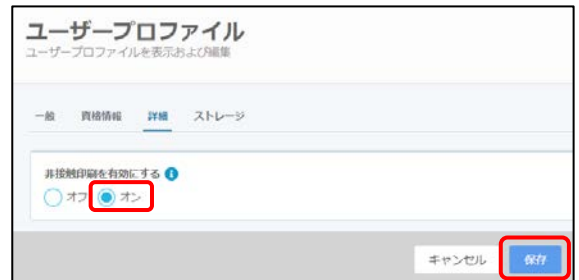 ユーザープロファイル
ユーザープロファイルを表示および編集
一般 資格情報 詳細 ストレージ
非接触印刷を有効にする
オフ オン
キャンセル 保存